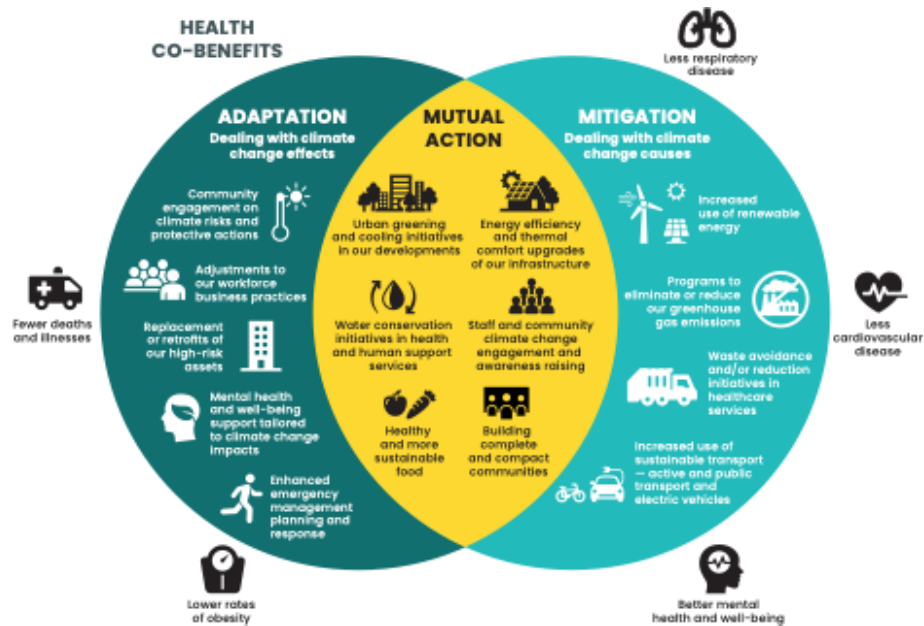 HEALTH
CO-BENEFITS
Less respiratory
disease
ADAPTATION
Dealing with climate
change effects
Community
engagement on
climate risks and
protective actions
Adjustments to
our workforce
business practices
Replacement
or retrofits of
our high-risk
assets
Mental health
and well-being
support tailored
to climate change
impacts
Enhanced
emergency
management
planning and
response
MUTUAL
ACTION
Urban greening
and cooling initiatives
in our developments
Energy efficiency
and thermal
comfort upgrades
of our infrastructure
Water conservation
initiatives in health
and human support
services
Staff and community
climate change
engagement and
awareness raising
Healthy
and more
sustainable
food
Building
complete
and compact
communities
MITIGATION
Dealing with climate
change causes
Increased
use of renewable
energy
Programs to
eliminate or reduce
our greenhouse
gas emissions
Waste avoidance
and/or reduction
initiatives in
healthcare
services
Increased use of
sustainable transport
— active and public
transport and
electric vehicles
Fewer deaths
and illnesses
Less
cardiovascular
disease
Lower rates
of obesity
Better mental
health and well-being